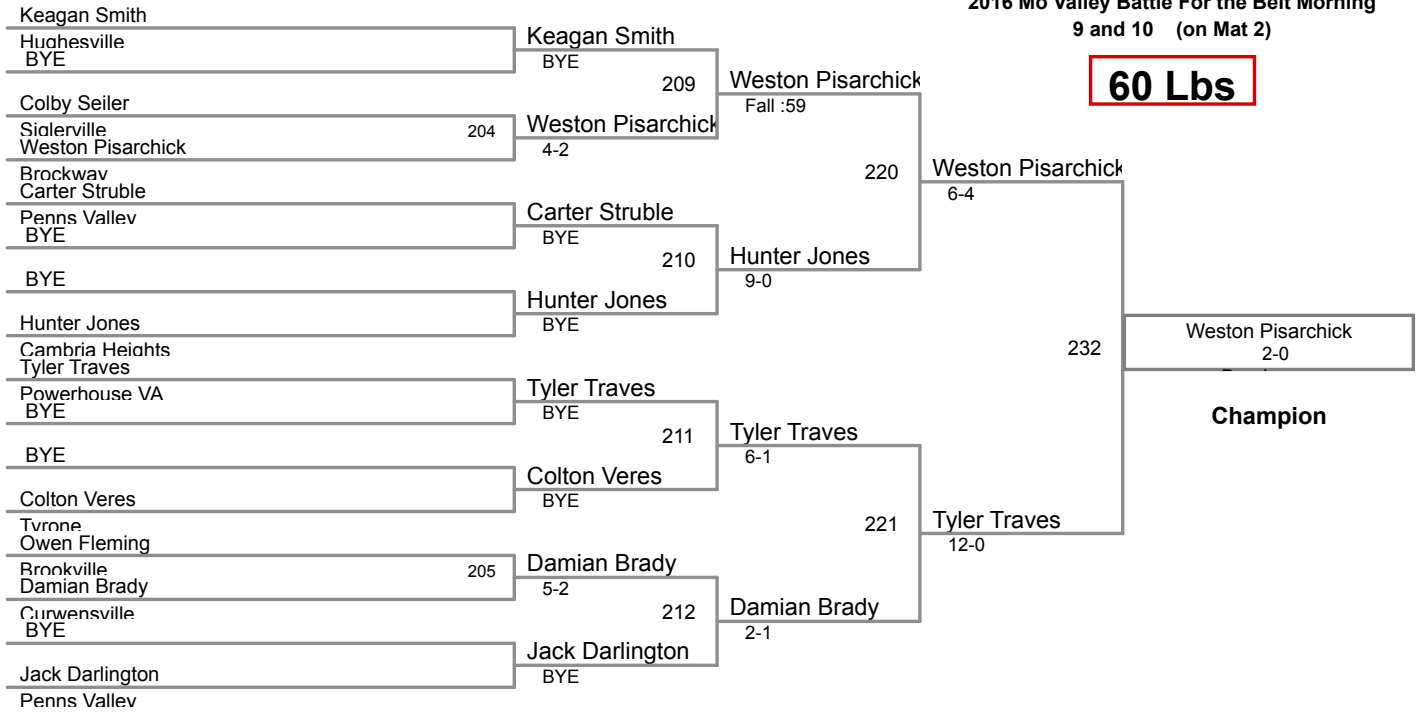 2016 Mo Valley Battle For the Belt Morning
9 and 10 (on Mat 2)
60 Lbs
Keagan Smith
Hughesville
BYE
Colby Seiler
Siglerville
204
Weston Pisarchick
Brockway
Carter Struble
Penns Valley
BYE
BYE
Hunter Jones
Cambria Heights
Tyler Traves
Powerhouse VA
BYE
BYE
Colton Veres
Tyrone
Owen Fleming
Brookville
205
Damian Brady
Curwensville
BYE
Jack Darlington
Penns Valley
Keagan Smith
BYE
209
Weston Pisarchick
4-2
Carter Struble
BYE
210
Hunter Jones
BYE
Tyler Traves
BYE
211
Colton Veres
BYE
Damian Brady
5-2
212
Jack Darlington
BYE
Weston Pisarchick
Fall :59
220
Hunter Jones
9-0
Tyler Traves
6-1
221
Damian Brady
2-1
Weston Pisarchick
6-4
232
Tyler Traves
12-0
Weston Pisarchick
2-0
Champion